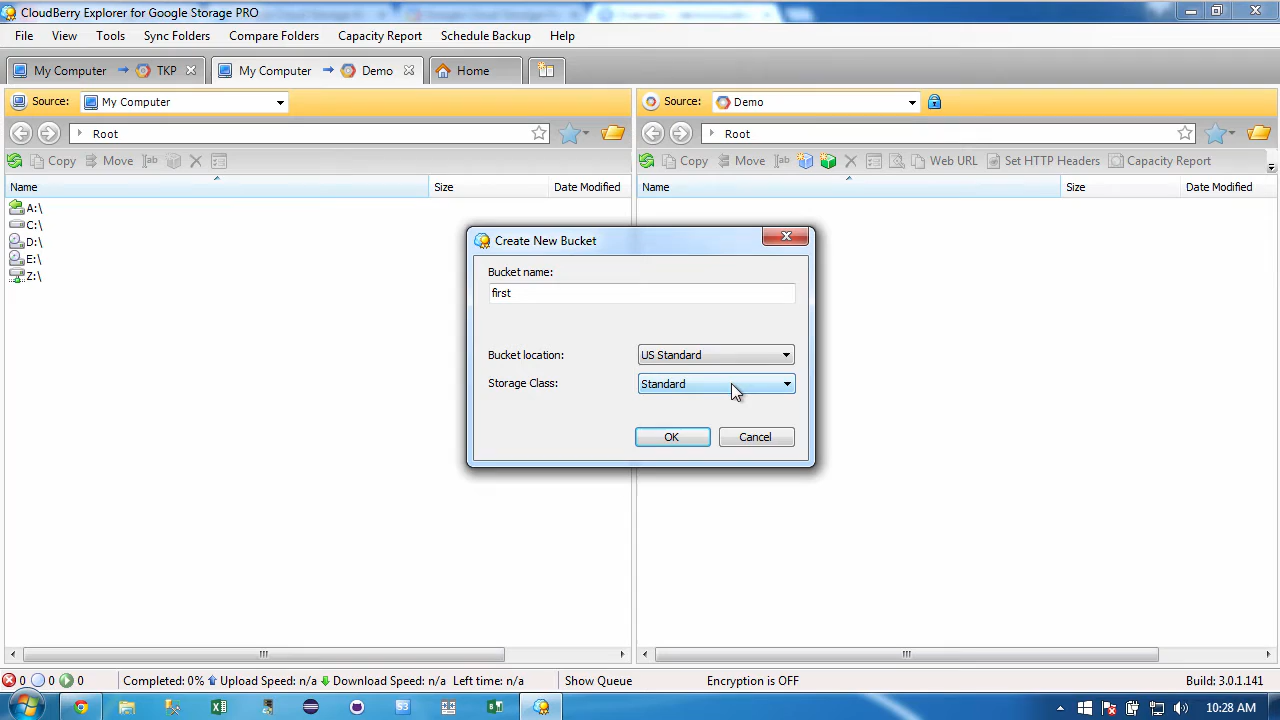 CloudBerry Explorer for Google Storage PRO
File View Tools Sync Folders Compare Folders Capacity Report Schedule Backup Help
My Computer TKP My Computer Demo Home
Source: My Computer
Root
Copy Move
Name Size Date Modified
A:\
C:\
D:\
E:\
Z:\
Source: Demo
Root
Copy Move Web URL Set HTTP Headers Capacity Report
Name Size Date Modified
Create New Bucket
Bucket name:
first
Bucket location: US Standard
Storage Class: Standard
OK Cancel
0 0 0 Completed: 0% Upload Speed: n/a Download Speed: n/a Left time: n/a Show Queue Encryption is OFF Build: 3.0.1.141
10:28 AM